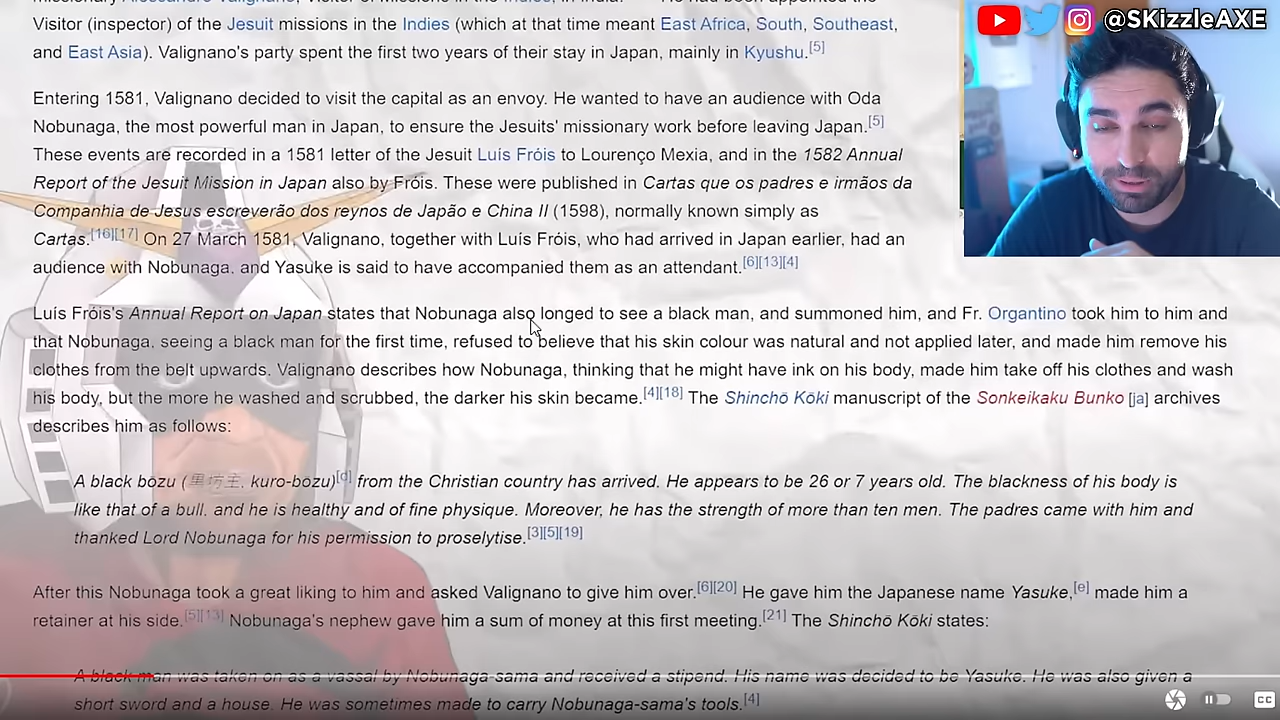 missionary Alessandro Valignano, Visitor of Missions in the Indies, in India. He had been appointed the
@SKizzleAXE
Visitor (inspector) of the Jesuit missions in the Indies (which at that time meant East Africa, South, Southeast,
and East Asia). Valignano's party spent the first two years of their stay in Japan, mainly in Kyushu.[5]
Entering 1581, Valignano decided to visit the capital as an envoy. He wanted to have an audience with Oda
Nobunaga, the most powerful man in Japan, to ensure the Jesuits' missionary work before leaving Japan.[5]
These events are recorded in a 1581 letter of the Jesuit Luís Fróis to Lourenço Mexia, and in the 1582 Annual
Report of the Jesuit Mission in Japan also by Fróis. These were published in Cartas que os padres e irmãos da
Companhia de Jesus escreverão dos reynos de Japão e China II (1598), normally known simply as
Cartas.[16][17] On 27 March 1581, Valignano, together with Luís Fróis, who had arrived in Japan earlier, had an
audience with Nobunaga, and Yasuke is said to have accompanied them as an attendant.[6][13][4]
Luís Fróis's Annual Report on Japan states that Nobunaga also longed to see a black man, and summoned him, and Fr. Organtino took him to him and
that Nobunaga, seeing a black man for the first time, refused to believe that his skin colour was natural and not applied later, and made him remove his
clothes from the belt upwards. Valignano describes how Nobunaga, thinking that he might have ink on his body, made him take off his clothes and wash
his body, but the more he washed and scrubbed, the darker his skin became.[4][18] The Shinchō Kōki manuscript of the Sonkeikaku Bunko [ja] archives
describes him as follows:
A black bōzu (黒坊主, kuro-bōzu)[d] from the Christian country has arrived. He appears to be 26 or 7 years old. The blackness of his body is
like that of a bull, and he is healthy and of fine physique. Moreover, he has the strength of more than ten men. The padres came with him and
thanked Lord Nobunaga for his permission to proselytise.[3][5][19]
After this Nobunaga took a great liking to him and asked Valignano to give him over.[6][20] He gave him the Japanese name Yasuke,[e] made him a
retainer at his side.[5][13] Nobunaga's nephew gave him a sum of money at this first meeting.[21] The Shinchō Kōki states:
A black man was taken on as a vassal by Nobunaga-sama and received a stipend. His name was decided to be Yasuke. He was also given a
short sword and a house. He was sometimes made to carry Nobunaga-sama's tools.[4]
CC